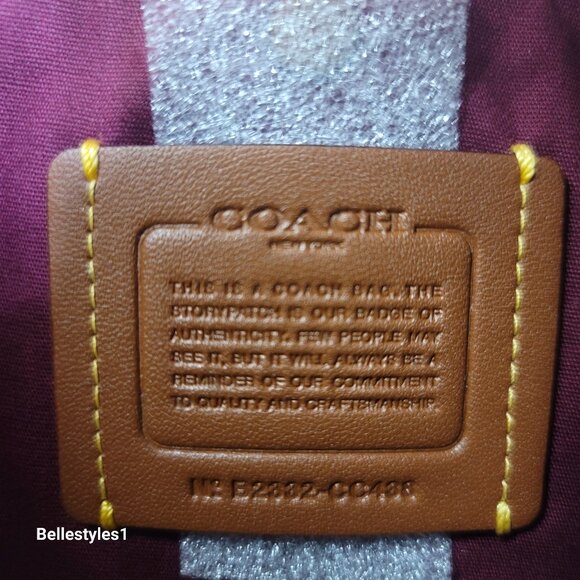 COACH
NEW YORK
THIS IS A COACH BAG. THE
STORYPATCH IS OUR BADGE OF
AUTHENTICITY. FEW PEOPLE MAY
SEE IT, BUT IT WILL ALWAYS BE A
REMINDER OF OUR COMMITMENT
TO QUALITY AND CRAFTSMANSHIP.
Nº E2332-CC438
Bellestyles1